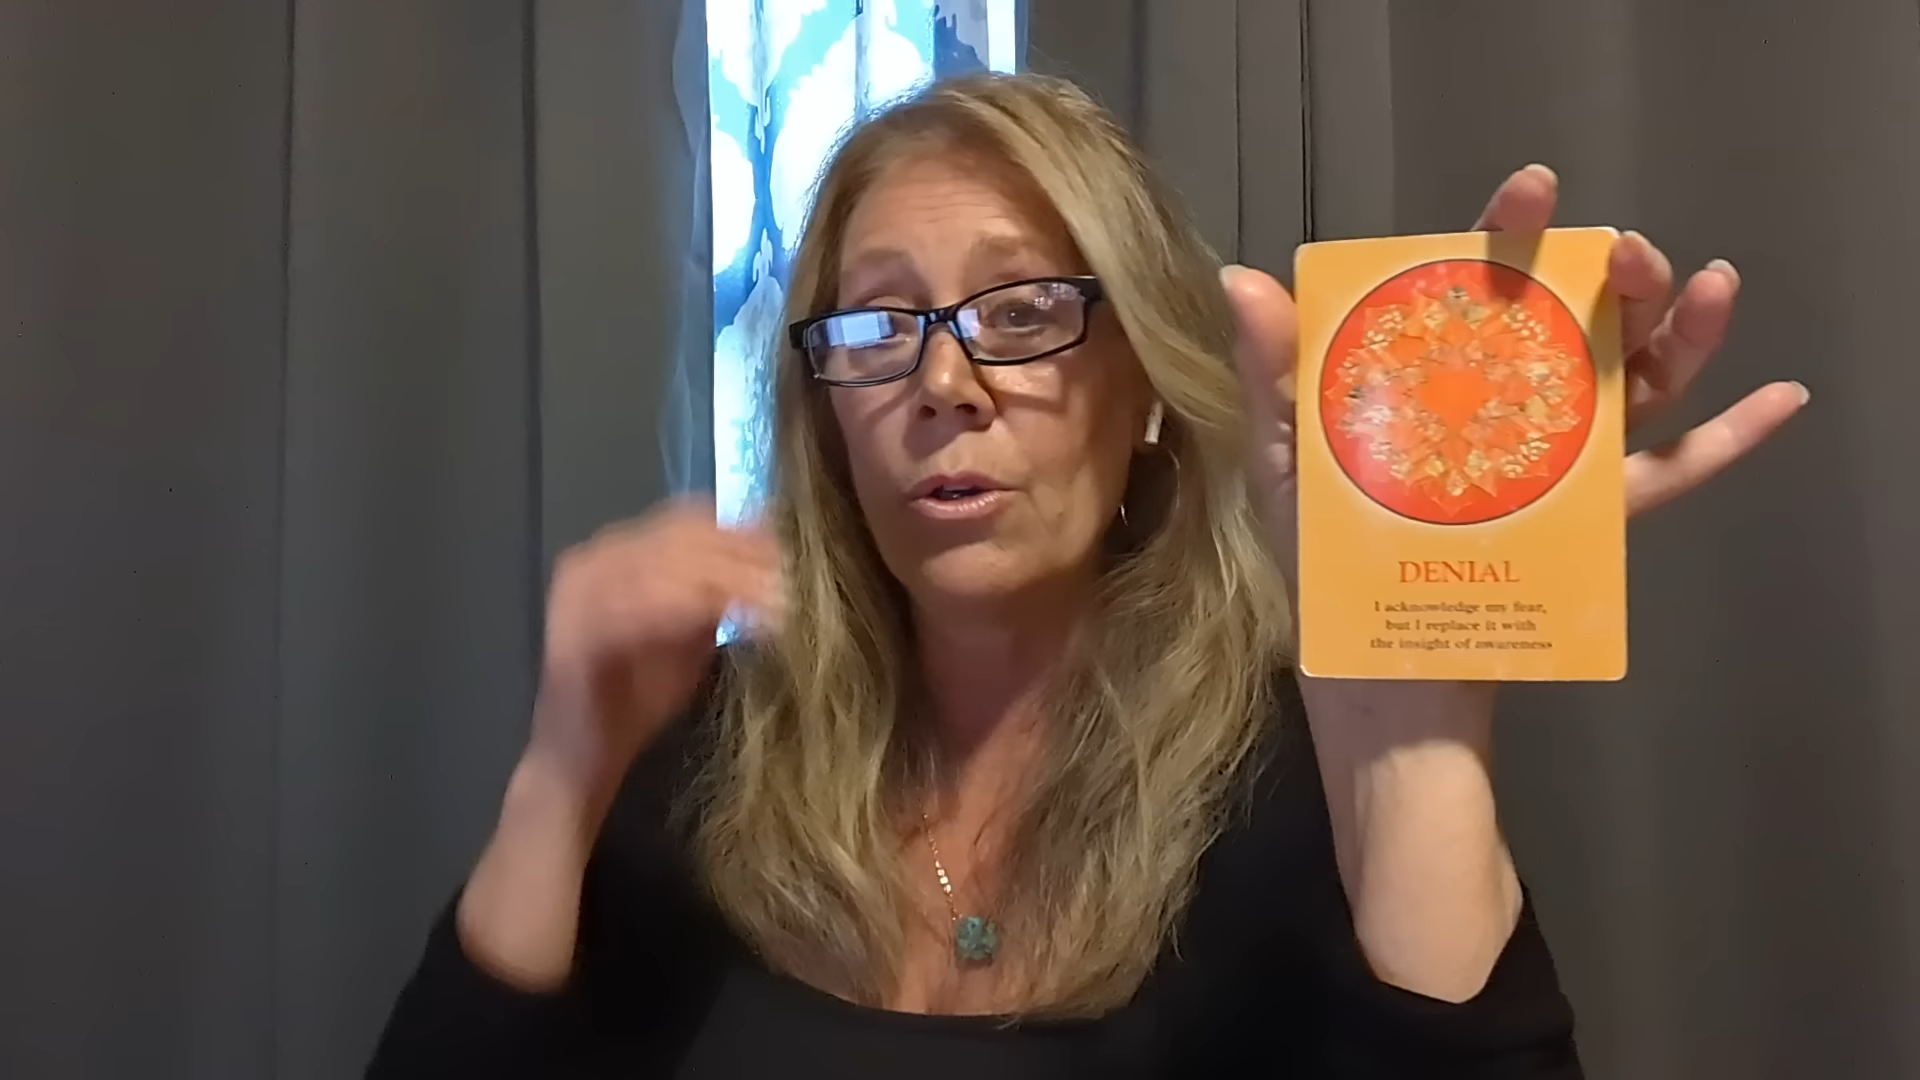 DENIAL
I acknowledge my fear,
but I replace it with
the insight of awareness